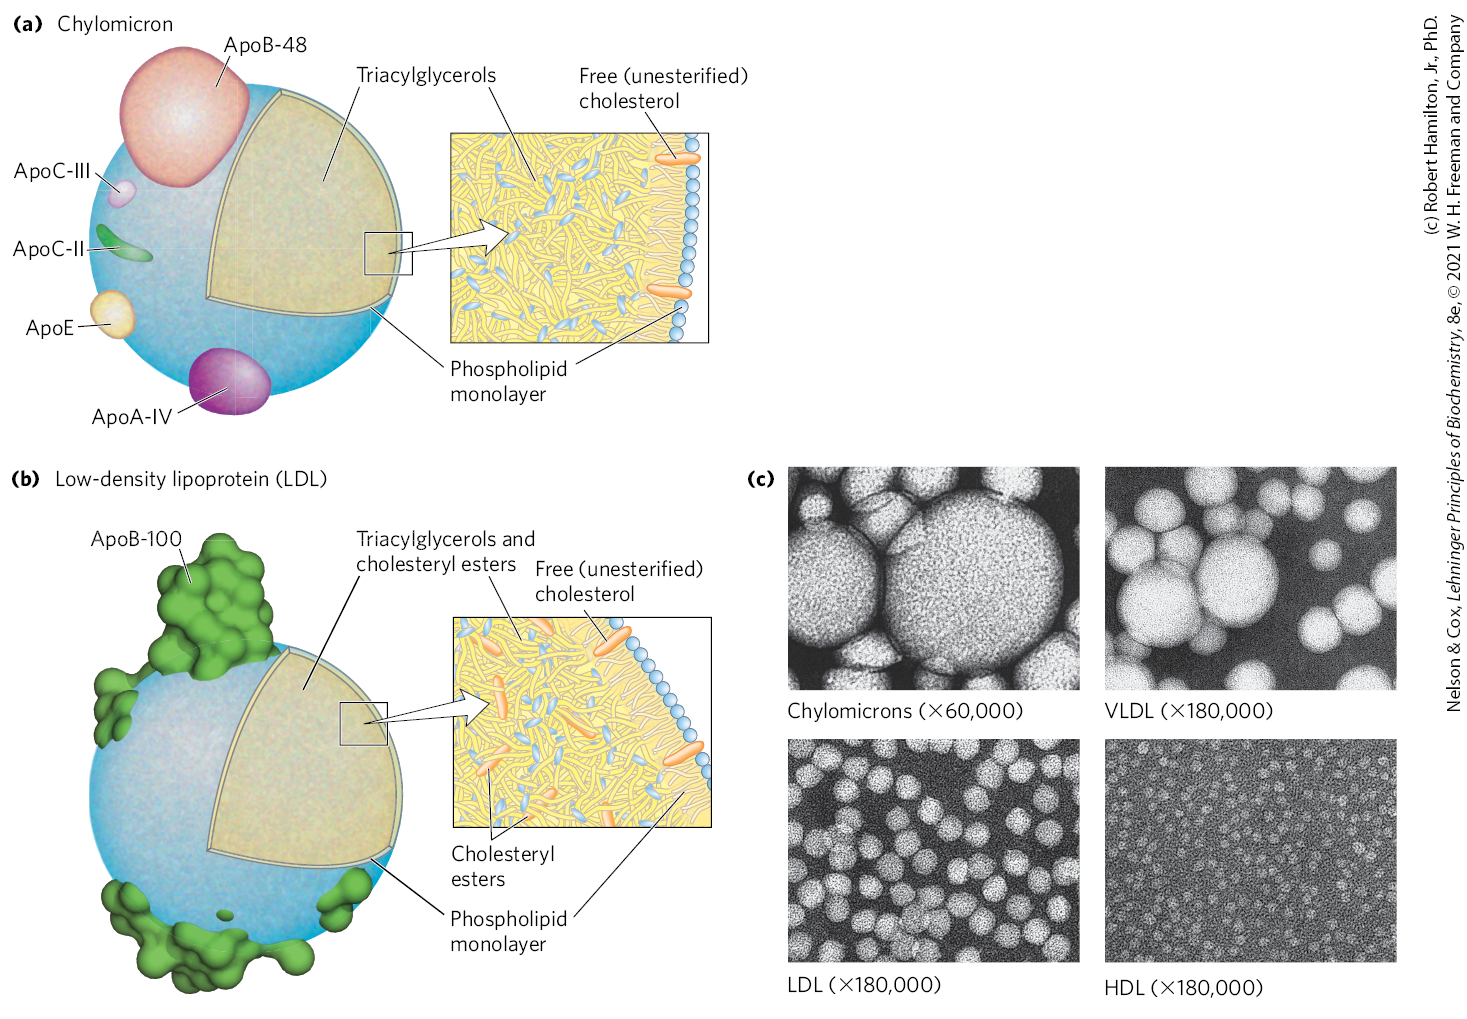 (a) Chylomicron
ApoB-48
Triacylglycerols
Free (unesterified)
cholesterol
ApoC-III
ApoC-II
ApoE
ApoA-IV
Phospholipid
monolayer
(b) Low-density lipoprotein (LDL)
ApoB-100
Triacylglycerols and
cholesteryl esters
Free (unesterified)
cholesterol
Cholesteryl
esters
Phospholipid
monolayer
(c)
Chylomicrons (×60,000)
VLDL (×180,000)
LDL (×180,000)
HDL (×180,000)
(c) Robert Hamilton, Jr., PhD.
Nelson & Cox, Lehninger Principles of Biochemistry, 8e, © 2021 W. H. Freeman and Company